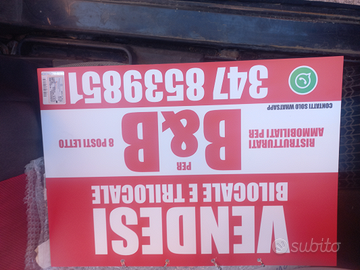 VENDESI
BILOCALE E TRILOCALE
PER
B&B
RISTRUTTURATI
AMMOBILIATI PER
8 POSTI LETTO
CONTATTI SOLO WHATSAPP
347 8539851
subito